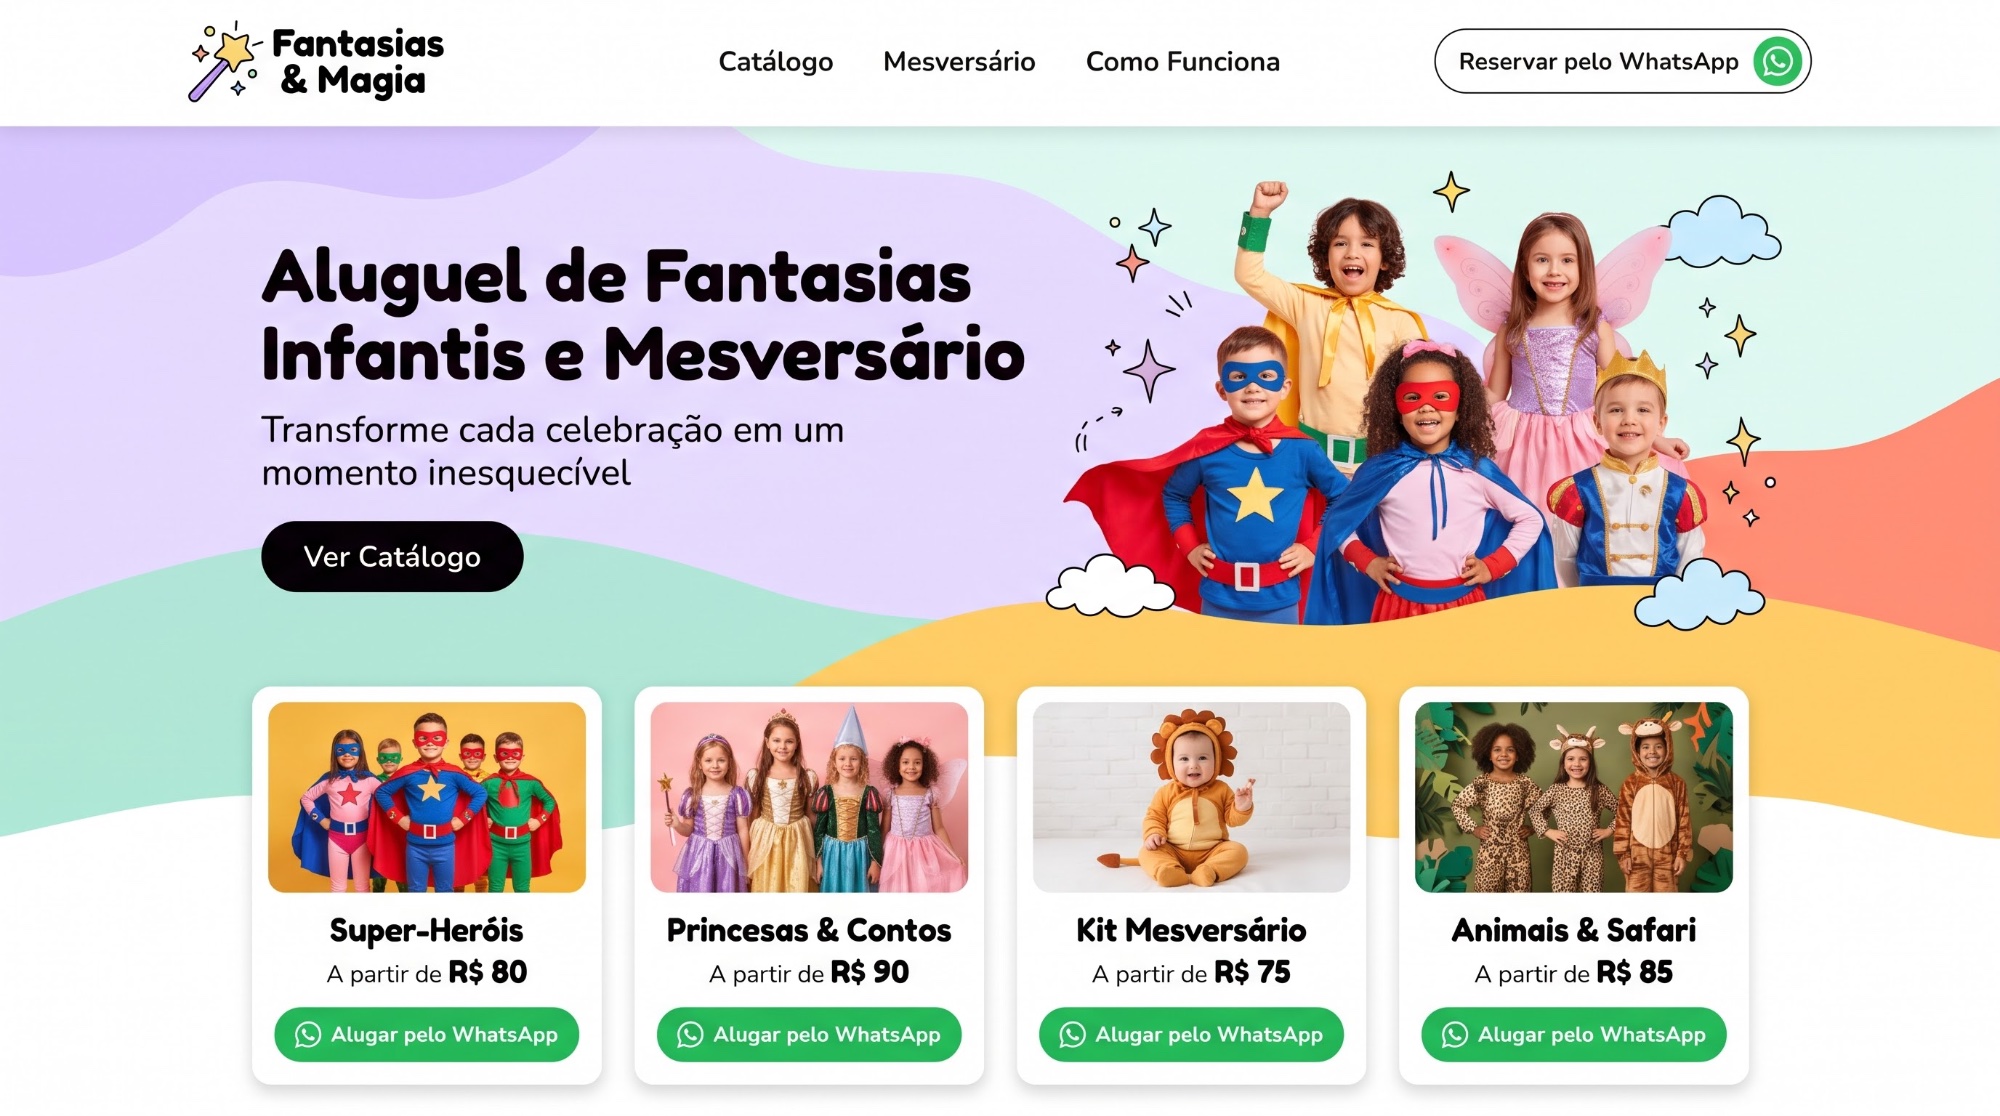 Fantasias
& Magia
Catálogo
Mesversário
Como Funciona
Reservar pelo WhatsApp
Aluguel de Fantasias
Infantis e Mesversário
Transforme cada celebração em um
momento inesquecível
Ver Catálogo
Super-Heróis
A partir de R$ 80
Alugar pelo WhatsApp
Princesas & Contos
A partir de R$ 90
Alugar pelo WhatsApp
Kit Mesversário
A partir de R$ 75
Alugar pelo WhatsApp
Animais & Safari
A partir de R$ 85
Alugar pelo WhatsApp